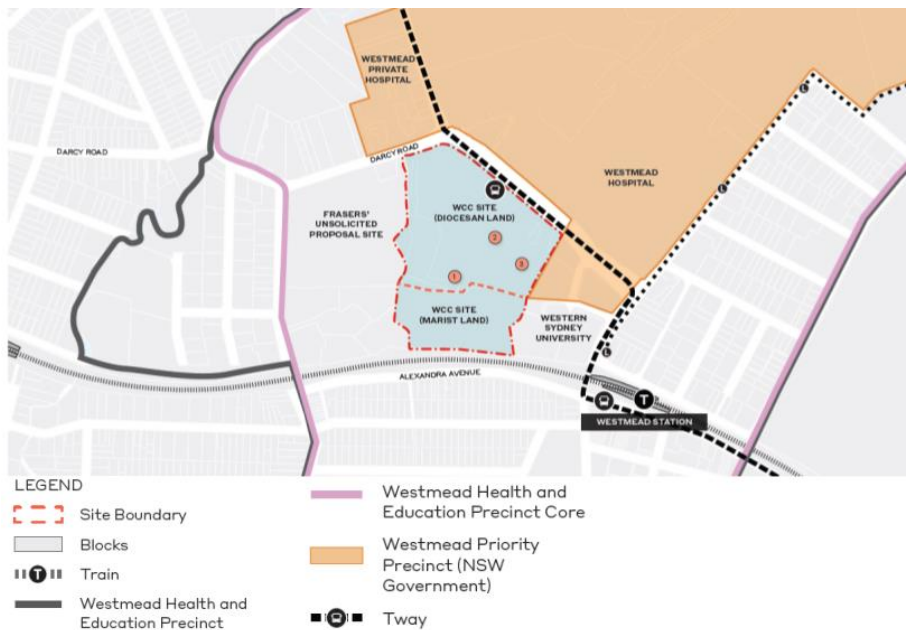 WESTMEAD
PRIVATE
HOSPITAL
DARCY ROAD
DARCY ROAD
WESTMEAD
HOSPITAL
L
L
WCC SITE
(DIOCESAN LAND)
FRASERS'
UNSOLICITED
PROPOSAL SITE
2
3
1
WCC SITE
(MARIST LAND)
WESTERN
SYDNEY
UNIVERSITY
L
ALEXANDRA AVENUE
T
WESTMEAD STATION
LEGEND
Site Boundary
Blocks
T
Train
Westmead Health and
Education Precinct
Westmead Health and
Education Precinct Core
Westmead Priority
Precinct (NSW
Government)
Tway